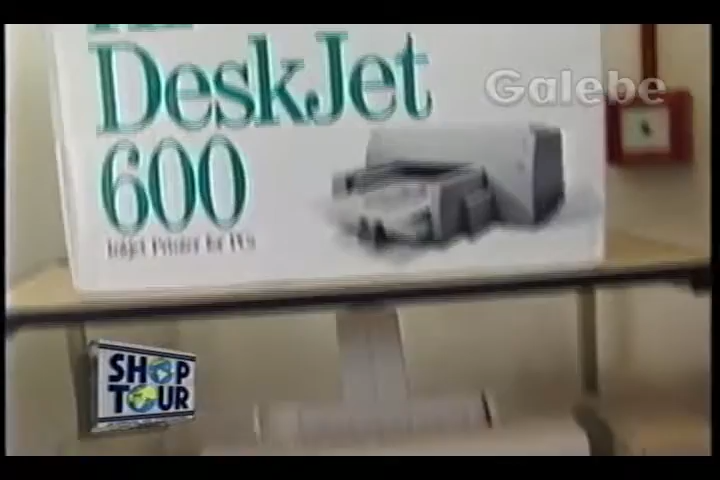 DeskJet
600
Inkjet Printer for PCs
Galebe
SHOP
TOUR